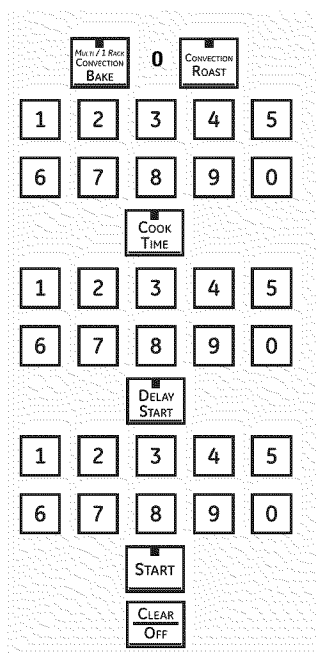 MULTI / 1 RACK CONVECTION BAKE 0 CONVECTION ROAST
1 2 3 4 5
6 7 8 9 0
COOK TIME
1 2 3 4 5
6 7 8 9 0
DELAY START
1 2 3 4 5
6 7 8 9 0
START
CLEAR
OFF